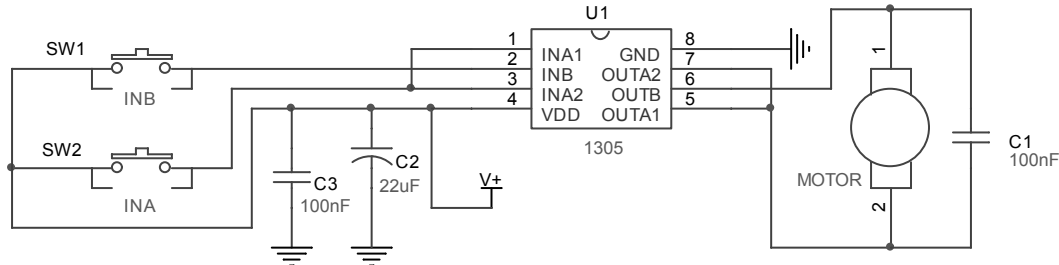 U1
SW1
INB
SW2
INA
C3
100nF
C2
22uF
V+
1 INA1 GND 8
2 INB OUTA2 7
3 INA2 OUTB 6
4 VDD OUTA1 5
1305
1
MOTOR
2
C1
100nF